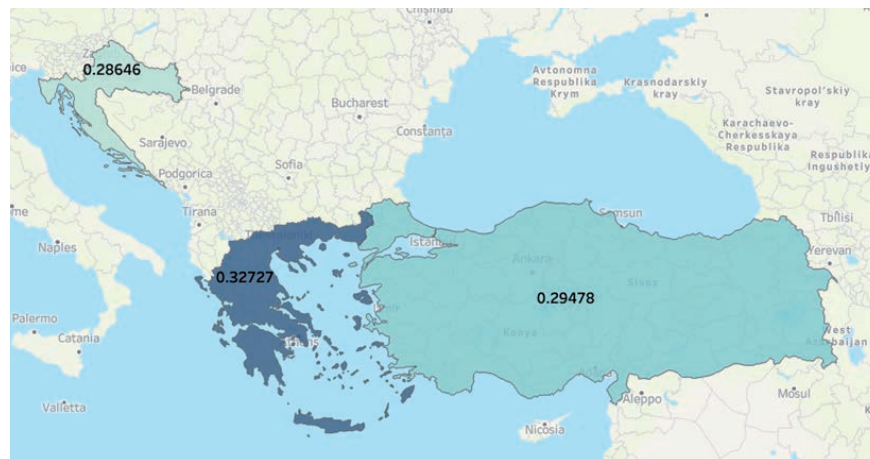 Chisinau
0.28646
Belgrade
Bucharest
Sarajevo
Constanța
Podgorica
Sofia
Tirana
Naples
Palermo
Catania
Valletta
0.32727
Istanb
Avtonomna
Respublika
Krym
Krasnodarskiy
kray
Stavropol'skiy
kray
Karachaevo-
Cherkesskaya
Respublika
Respublika
Ingushetiy
Samsun
Tbilisi
Yerevan
Ankara
Sivas
0.29478
Konya
West
Azerbaijan
Aleppo
Mosul
Nicosia